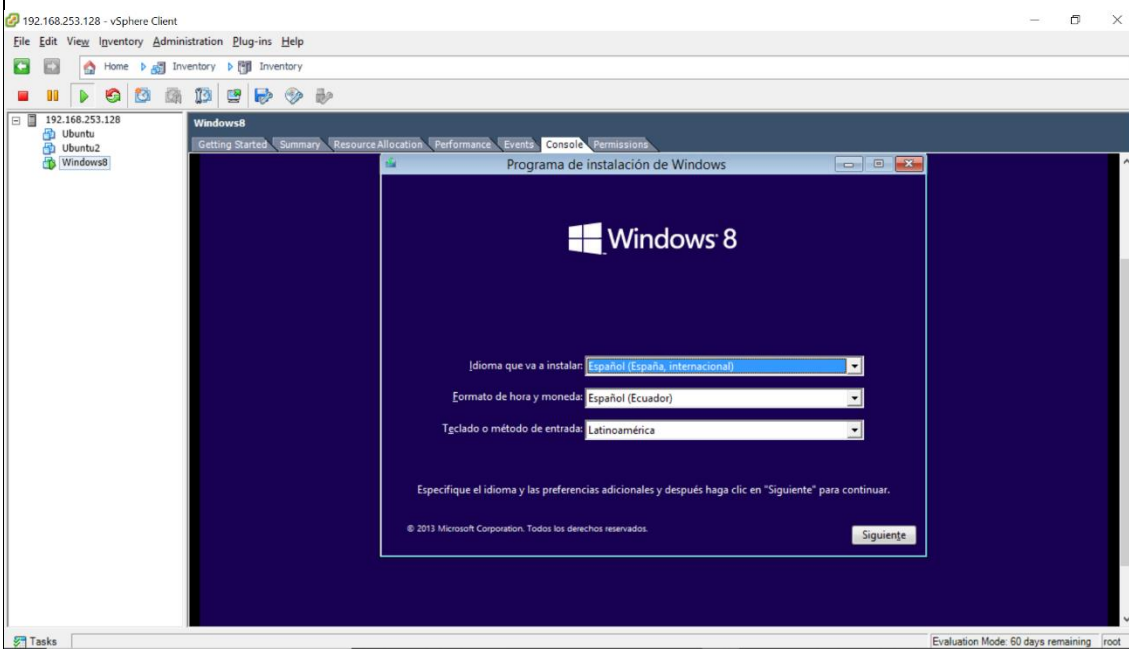 192.168.253.128 - vSphere Client
File Edit View Inventory Administration Plug-ins Help
Home Inventory Inventory
192.168.253.128
Ubuntu
Ubuntu2
Windows8
Windows8
Getting Started Summary Resource Allocation Performance Events Console Permissions
Programa de instalación de Windows
Windows 8
Idioma que va a instalar: Español (España, internacional)
Formato de hora y moneda: Español (Ecuador)
Teclado o método de entrada: Latinoamérica
Especifique el idioma y las preferencias adicionales y después haga clic en "Siguiente" para continuar.
© 2013 Microsoft Corporation. Todos los derechos reservados.
Siguiente
Tasks
Evaluation Mode: 60 days remaining root